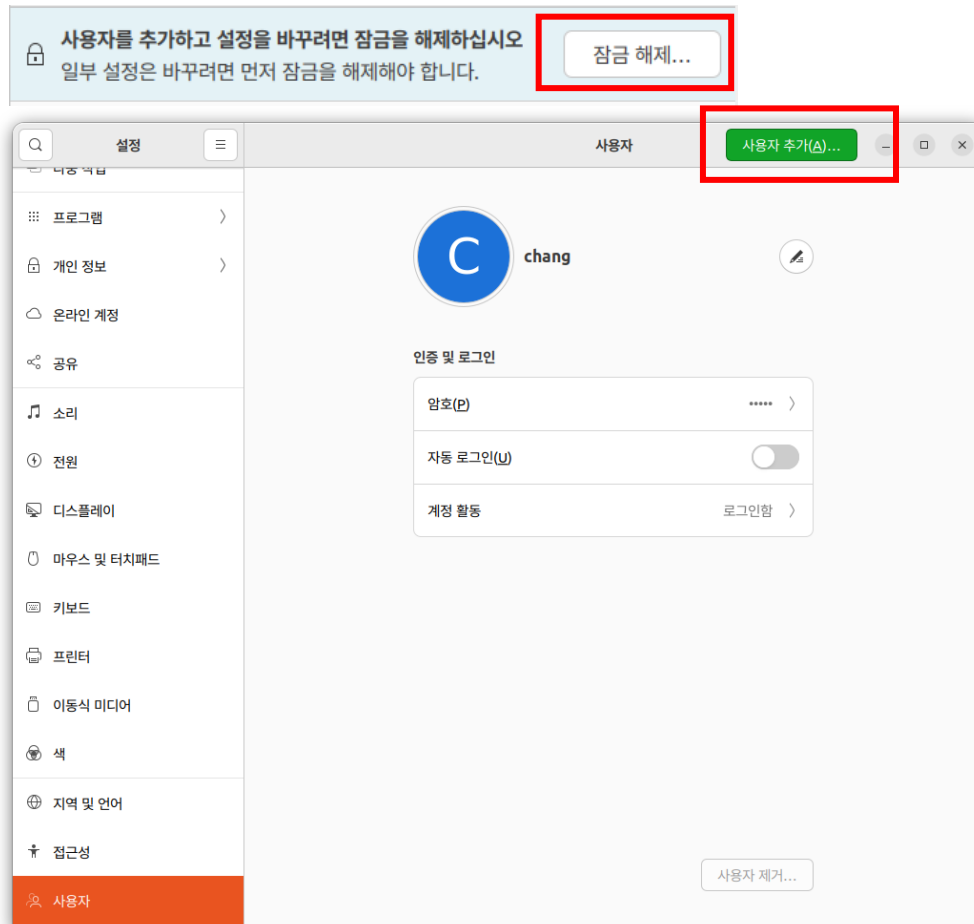 사용자를 추가하고 설정을 바꾸려면 잠금을 해제하십시오
일부 설정은 바꾸려면 먼저 잠금을 해제해야 합니다.
잠금 해제...
설정
사용자
사용자 추가(A)...
다중 작업
프로그램
개인 정보
온라인 계정
공유
소리
전원
디스플레이
마우스 및 터치패드
키보드
프린터
이동식 미디어
색
지역 및 언어
접근성
사용자
C
chang
인증 및 로그인
암호(P)
•••••
자동 로그인(U)
계정 활동
로그인함
사용자 제거...